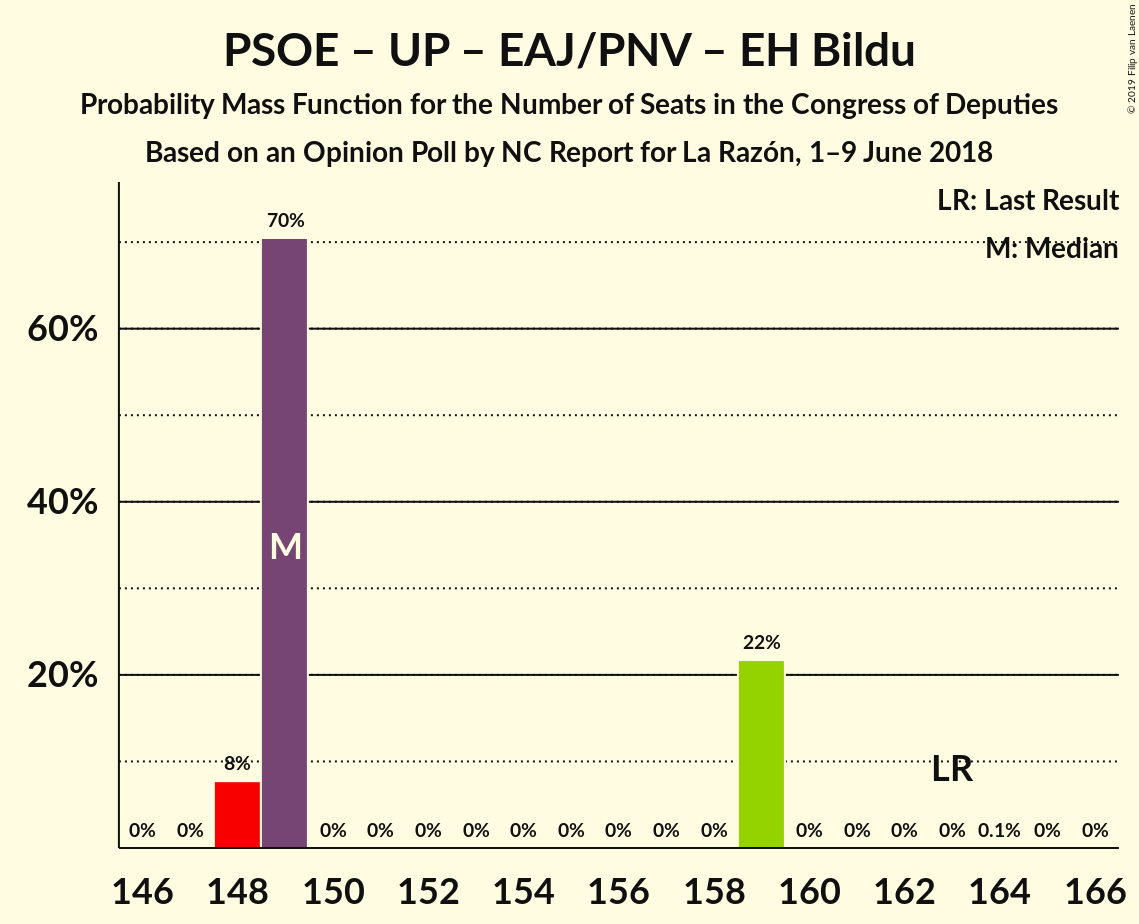 PSOE – UP – EAJ/PNV – EH Bildu
Probability Mass Function for the Number of Seats in the Congress of Deputies
Based on an Opinion Poll by NC Report for La Razón, 1–9 June 2018
© 2019 Filip van Laenen
LR: Last Result
M: Median
70%
60%
40%
M
22%
20%
8%
LR
0% 0% 0% 0% 0% 0% 0% 0% 0% 0% 0% 0% 0% 0% 0% 0.1% 0% 0%
146 148 150 152 154 156 158 160 162 164 166